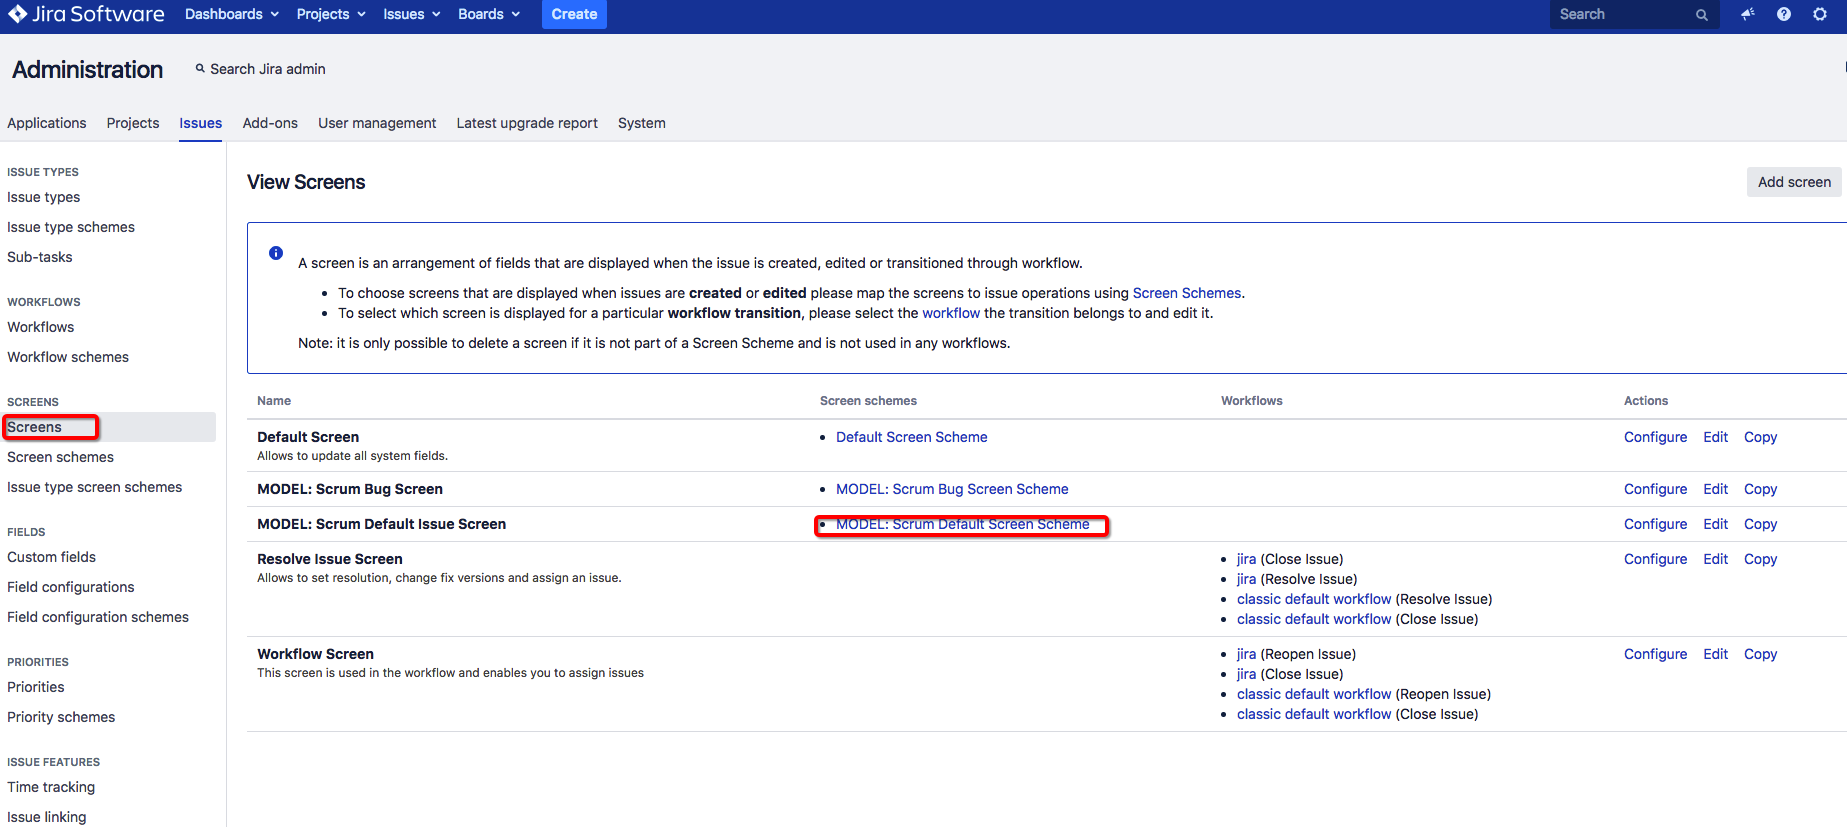 Jira Software Dashboards Projects Issues Boards Create Search
Administration Search Jira admin
Applications Projects Issues Add-ons User management Latest upgrade report System
ISSUE TYPES
Issue types
Issue type schemes
Sub-tasks
WORKFLOWS
Workflows
Workflow schemes
SCREENS
Screens
Screen schemes
Issue type screen schemes
FIELDS
Custom fields
Field configurations
Field configuration schemes
PRIORITIES
Priorities
Priority schemes
ISSUE FEATURES
Time tracking
Issue linking
View Screens
Add screen
A screen is an arrangement of fields that are displayed when the issue is created, edited or transitioned through workflow.
• To choose screens that are displayed when issues are created or edited please map the screens to issue operations using Screen Schemes.
• To select which screen is displayed for a particular workflow transition, please select the workflow the transition belongs to and edit it.
Note: it is only possible to delete a screen if it is not part of a Screen Scheme and is not used in any workflows.
Name Screen schemes Workflows Actions
Default Screen • Default Screen Scheme Configure Edit Copy
Allows to update all system fields.
MODEL: Scrum Bug Screen • MODEL: Scrum Bug Screen Scheme Configure Edit Copy
MODEL: Scrum Default Issue Screen • MODEL: Scrum Default Screen Scheme Configure Edit Copy
Resolve Issue Screen • jira (Close Issue) Configure Edit Copy
Allows to set resolution, change fix versions and assign an issue. • jira (Resolve Issue)
• classic default workflow (Resolve Issue)
• classic default workflow (Close Issue)
Workflow Screen • jira (Reopen Issue) Configure Edit Copy
This screen is used in the workflow and enables you to assign issues • jira (Close Issue)
• classic default workflow (Reopen Issue)
• classic default workflow (Close Issue)